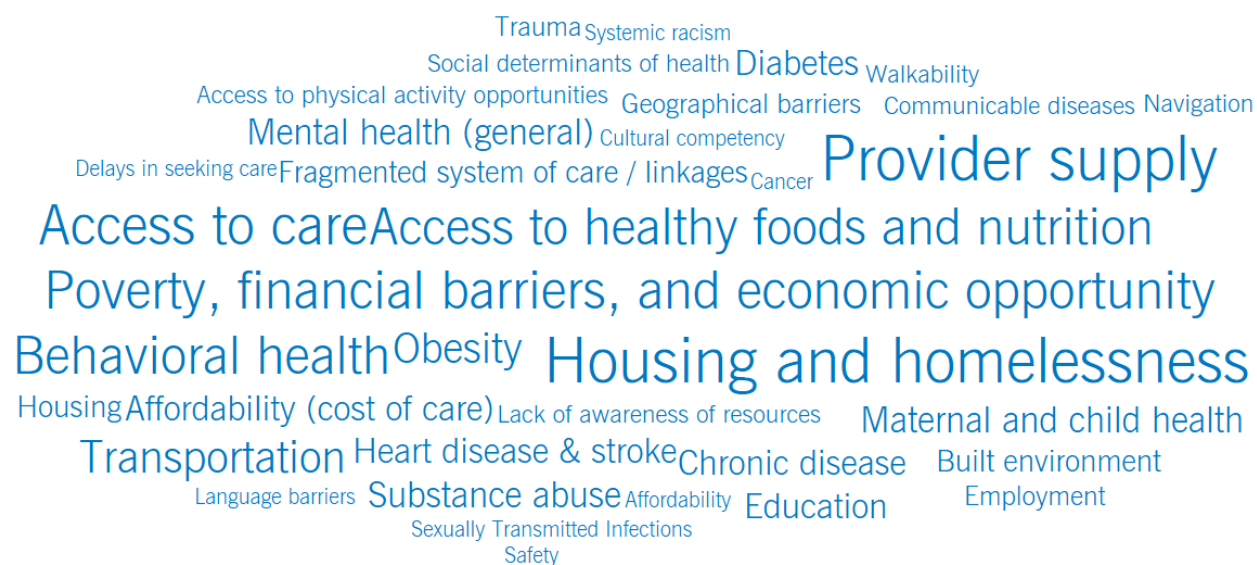 Trauma Systemic racism
Social determinants of health Diabetes Walkability
Access to physical activity opportunities Geographical barriers Communicable diseases Navigation
Mental health (general) Cultural competency Provider supply
Delays in seeking care Fragmented system of care / linkages Cancer
Access to care Access to healthy foods and nutrition
Poverty, financial barriers, and economic opportunity
Behavioral health Obesity Housing and homelessness
Housing Affordability (cost of care) Lack of awareness of resources Maternal and child health
Transportation Heart disease & stroke Chronic disease Built environment
Language barriers Substance abuse Affordability Education Employment
Sexually Transmitted Infections
Safety